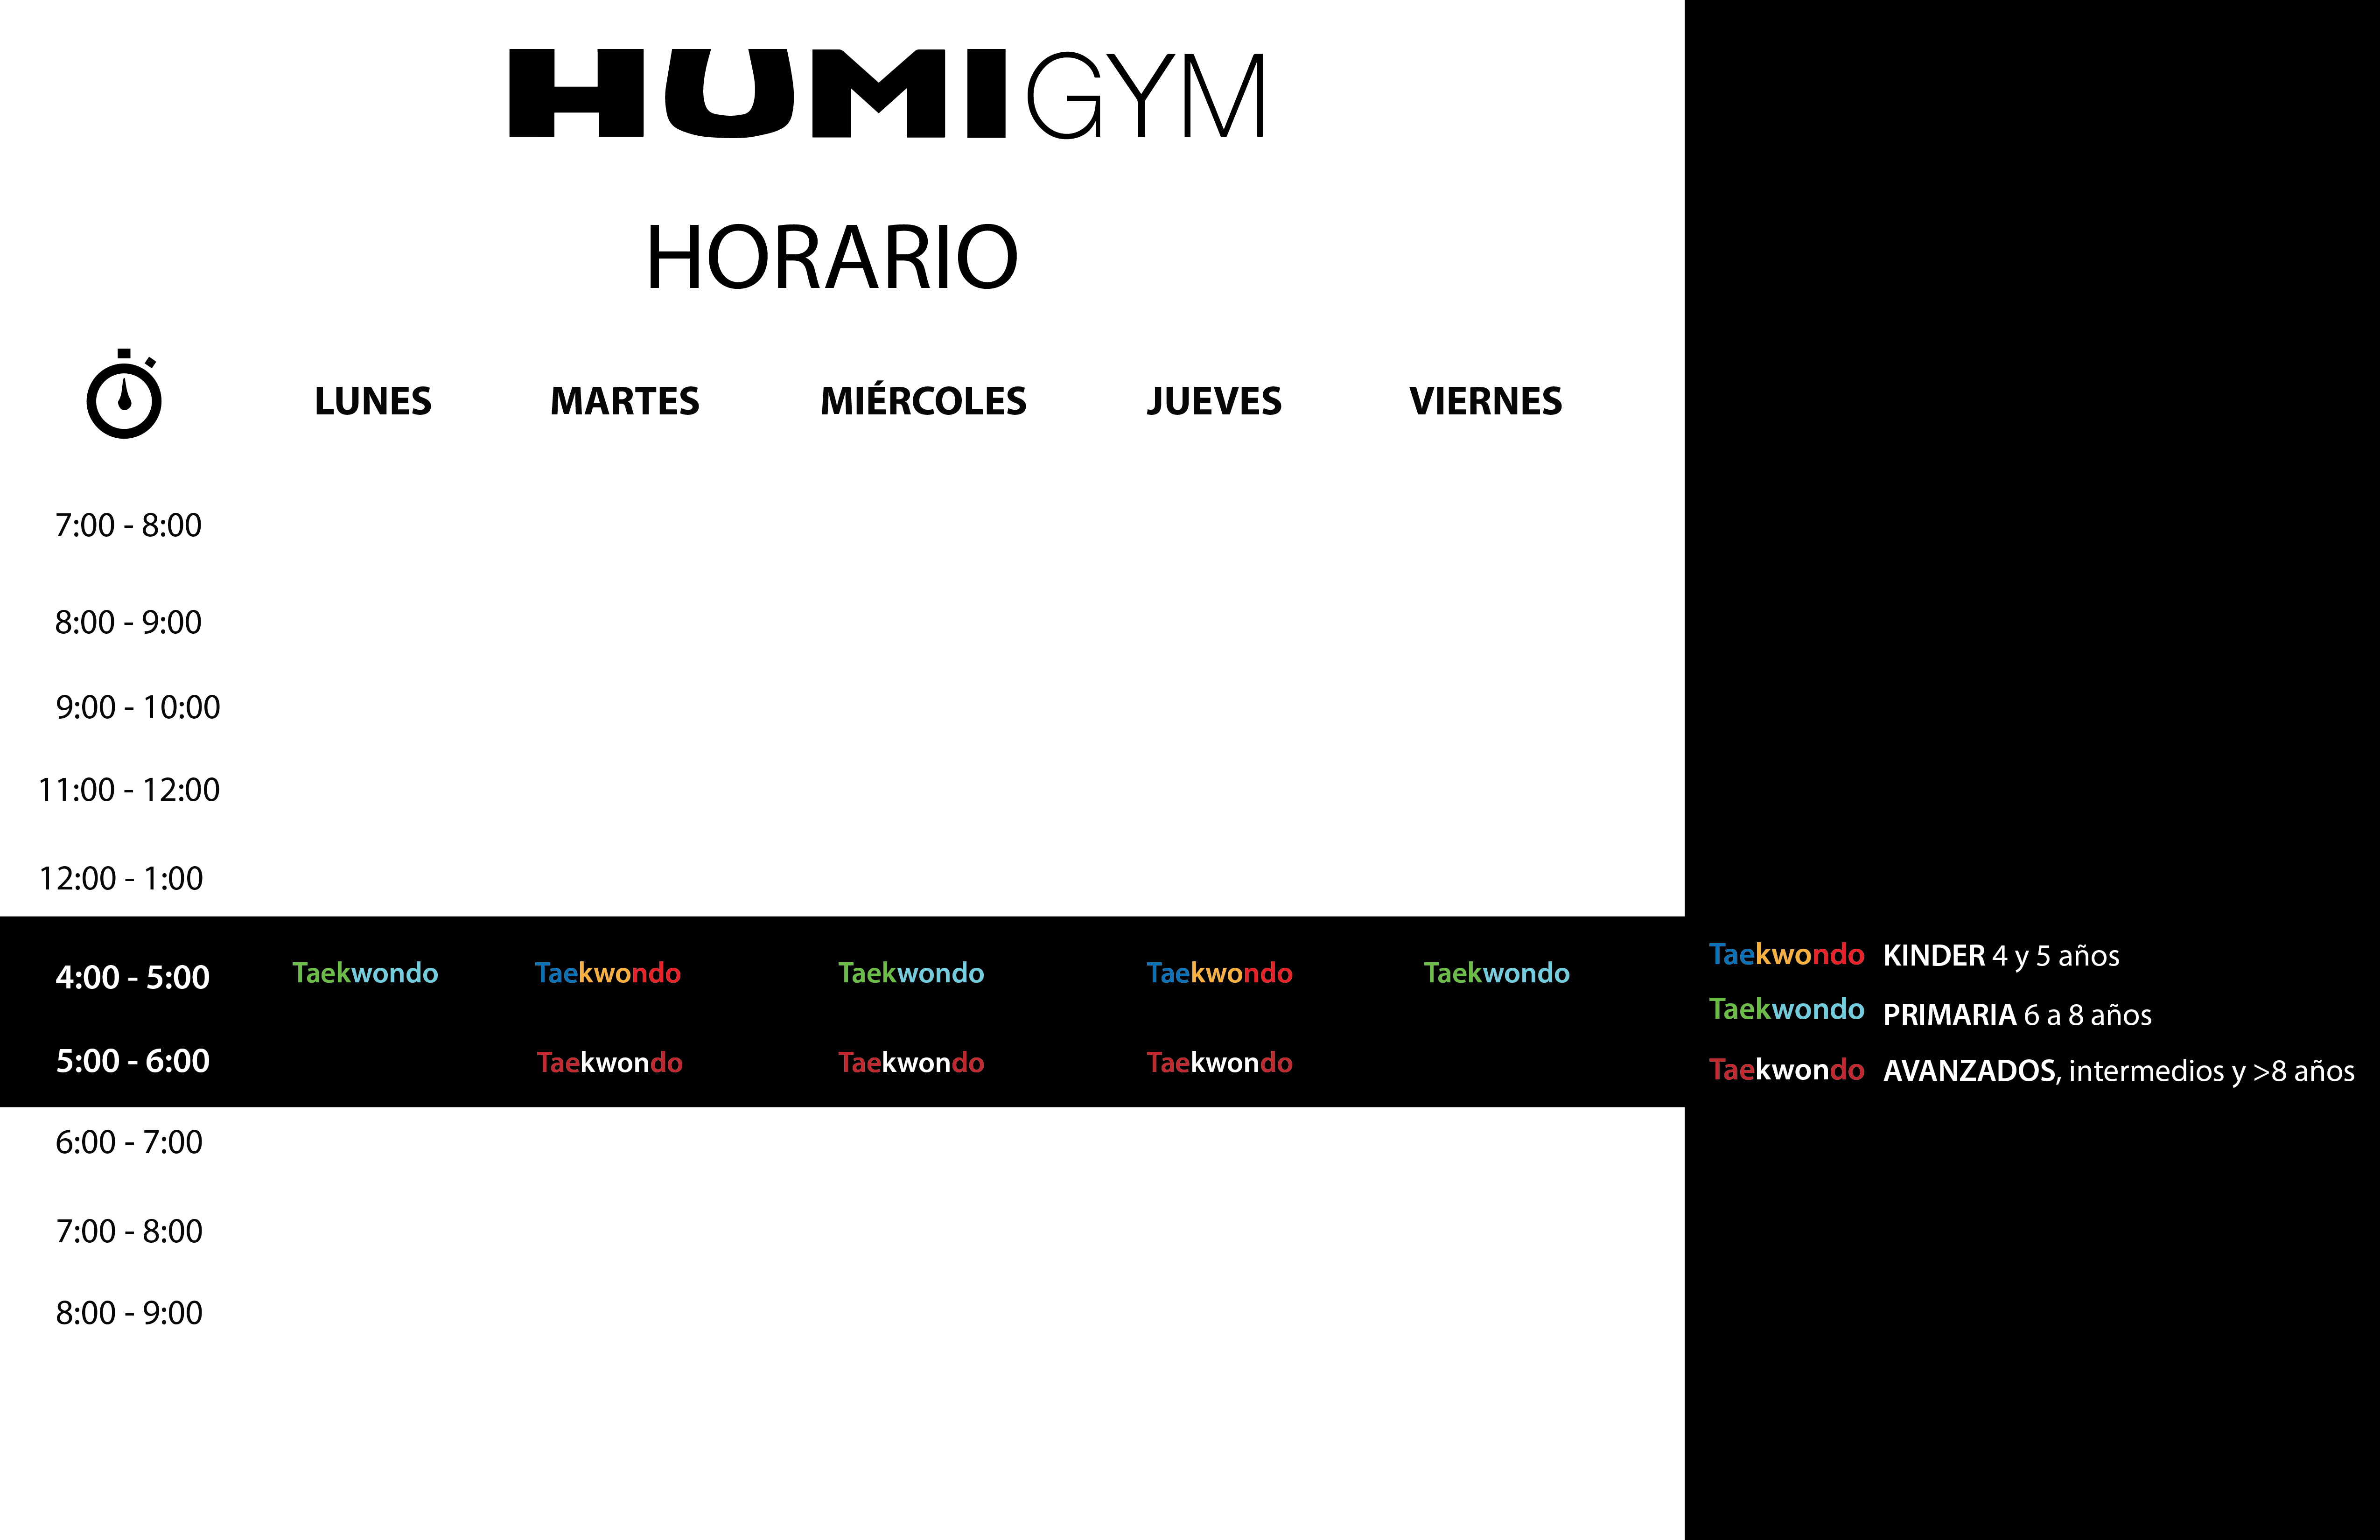 HUMIGYM
HORARIO
LUNES MARTES MIÉRCOLES JUEVES VIERNES
7:00 - 8:00
8:00 - 9:00
9:00 - 10:00
11:00 - 12:00
12:00 - 1:00
4:00 - 5:00 Taekwondo Taekwondo Taekwondo Taekwondo Taekwondo
5:00 - 6:00 Taekwondo Taekwondo Taekwondo
6:00 - 7:00
7:00 - 8:00
8:00 - 9:00
Taekwondo KINDER 4 y 5 años
Taekwondo PRIMARIA 6 a 8 años
Taekwondo AVANZADOS, intermedios y >8 años